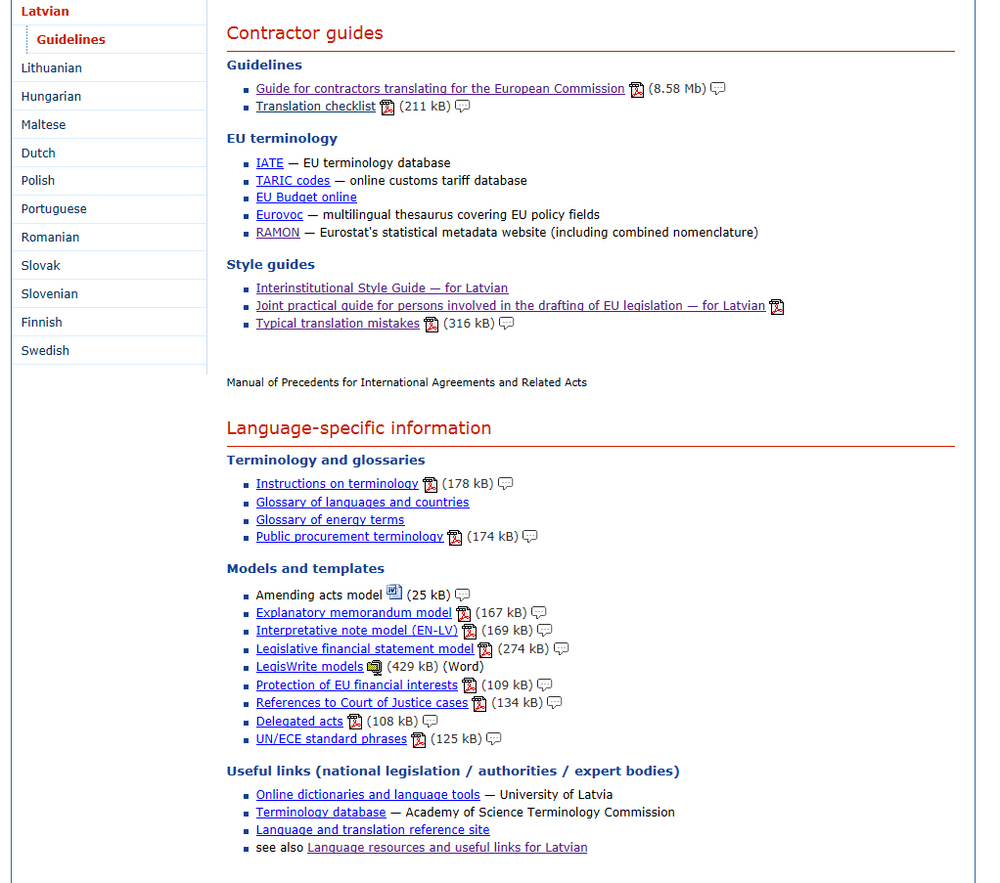 Latvian
Guidelines
Lithuanian
Hungarian
Maltese
Dutch
Polish
Portuguese
Romanian
Slovak
Slovenian
Finnish
Swedish
Contractor guides
Guidelines
Guide for contractors translating for the European Commission (8.58 Mb)
Translation checklist (211 kB)
EU terminology
IATE — EU terminology database
TARIC codes — online customs tariff database
EU Budget online
Eurovoc — multilingual thesaurus covering EU policy fields
RAMON — Eurostat's statistical metadata website (including combined nomenclature)
Style guides
Interinstitutional Style Guide — for Latvian
Joint practical guide for persons involved in the drafting of EU legislation — for Latvian
Typical translation mistakes (316 kB)
Manual of Precedents for International Agreements and Related Acts
Language-specific information
Terminology and glossaries
Instructions on terminology (178 kB)
Glossary of languages and countries
Glossary of energy terms
Public procurement terminology (174 kB)
Models and templates
Amending acts model (25 kB)
Explanatory memorandum model (167 kB)
Interpretative note model (EN-LV) (169 kB)
Legislative financial statement model (274 kB)
LegisWrite models (429 kB) (Word)
Protection of EU financial interests (109 kB)
References to Court of Justice cases (134 kB)
Delegated acts (108 kB)
UN/ECE standard phrases (125 kB)
Useful links (national legislation / authorities / expert bodies)
Online dictionaries and language tools — University of Latvia
Terminology database — Academy of Science Terminology Commission
Language and translation reference site
see also Language resources and useful links for Latvian